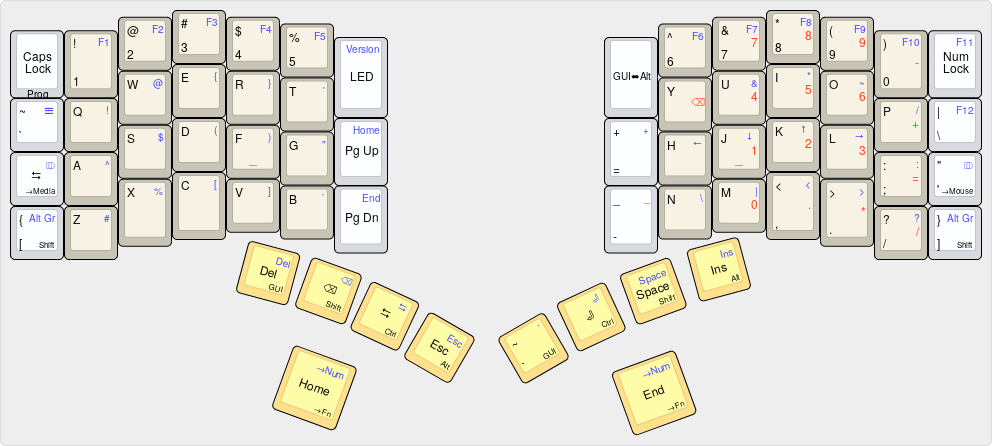 Caps Lock
Prog
! F1
1
@ F2
2
# F3
3
$ F4
4
% F5
5
Version
LED
~ ≡
`
Q !
W @
E {
R }
T '
⇆
→Media
A ^
S $
D (
F )
_
G "
Home
Pg Up
{ Alt Gr
[ Shift
Z #
X %
C [
V ]
B `
End
Pg Dn
Del
Del
GUI
⌫
⌫
Shift
⇆
⇆
Ctrl
Esc
Esc
Alt
→Num
Home
→Fn
GUI⬌Alt
^ F6
6
& F7
7 7
* F8
8 8
( F9
9 9
) F10
-
0
F11
Num Lock
+ +
=
Y ⌫
U &
4
I *
5
O ~
6
P /
+
| F12
\
H ←
J ↓
1
_
K ↑
2
L →
3
: :
=
;
"
' →Mouse
_ _
-
N \
M |
0
< <
.
,
> >
*
.
? ?
/
/
} Alt Gr
] Shift
Ins
Ins
Alt
Space
Space
Shift
Ctrl
~
`
GUI
→Num
End
→Fn